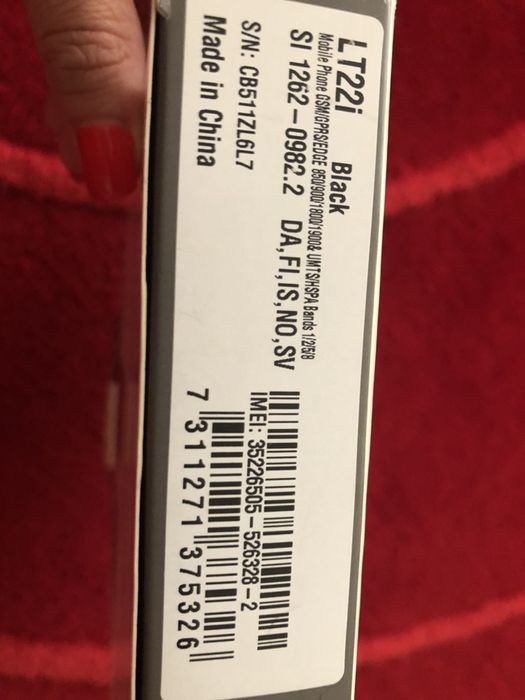 LT22i Black
Mobile Phone GSM/GPRS/EDGE 850/900/1800/1900& UMTS/HSPA Bands 1/2/5/8
SI 1262-0982.2 DA,FI,IS,NO,SV
S/N: CB511ZL6L7
Made in China
IMEI: 35226505-526328-2
7 311271 375326